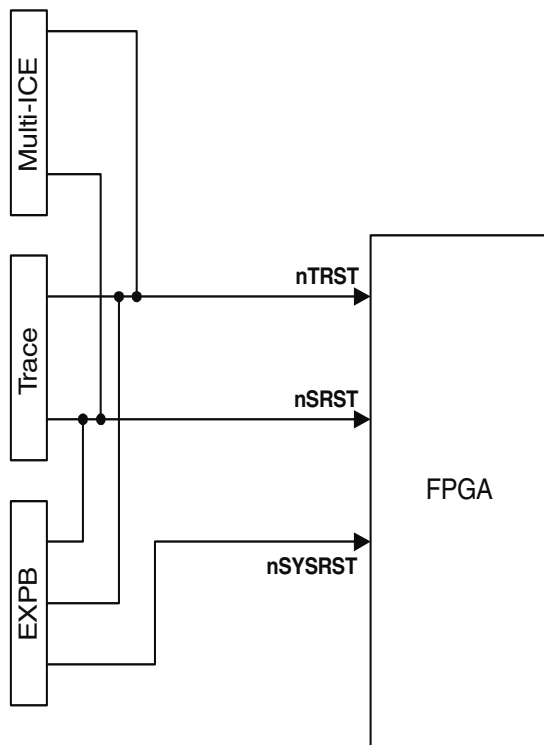 Multi-ICE
Trace
EXPB
nTRST
nSRST
nSYSRST
FPGA